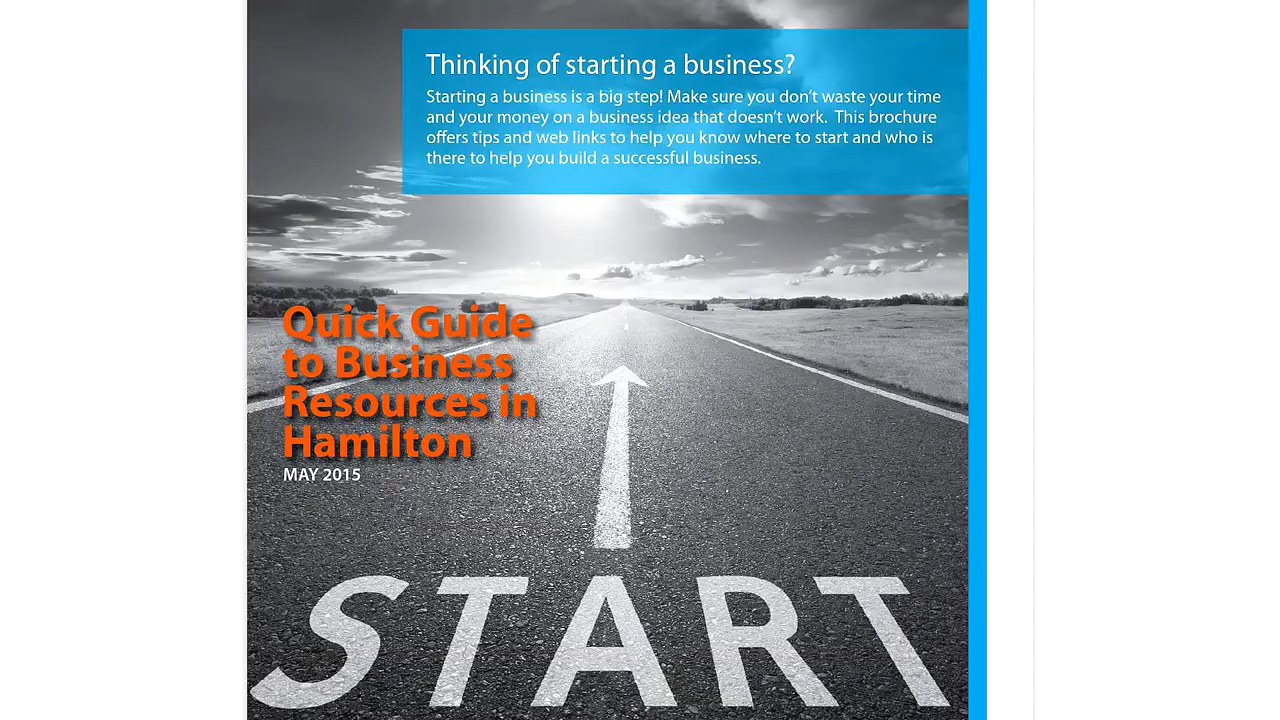 Thinking of starting a business?
Starting a business is a big step! Make sure you don't waste your time
and your money on a business idea that doesn't work.  This brochure
offers tips and web links to help you know where to start and who is
there to help you build a successful business.
Quick Guide
to Business
Resources in
Hamilton
MAY 2015
START